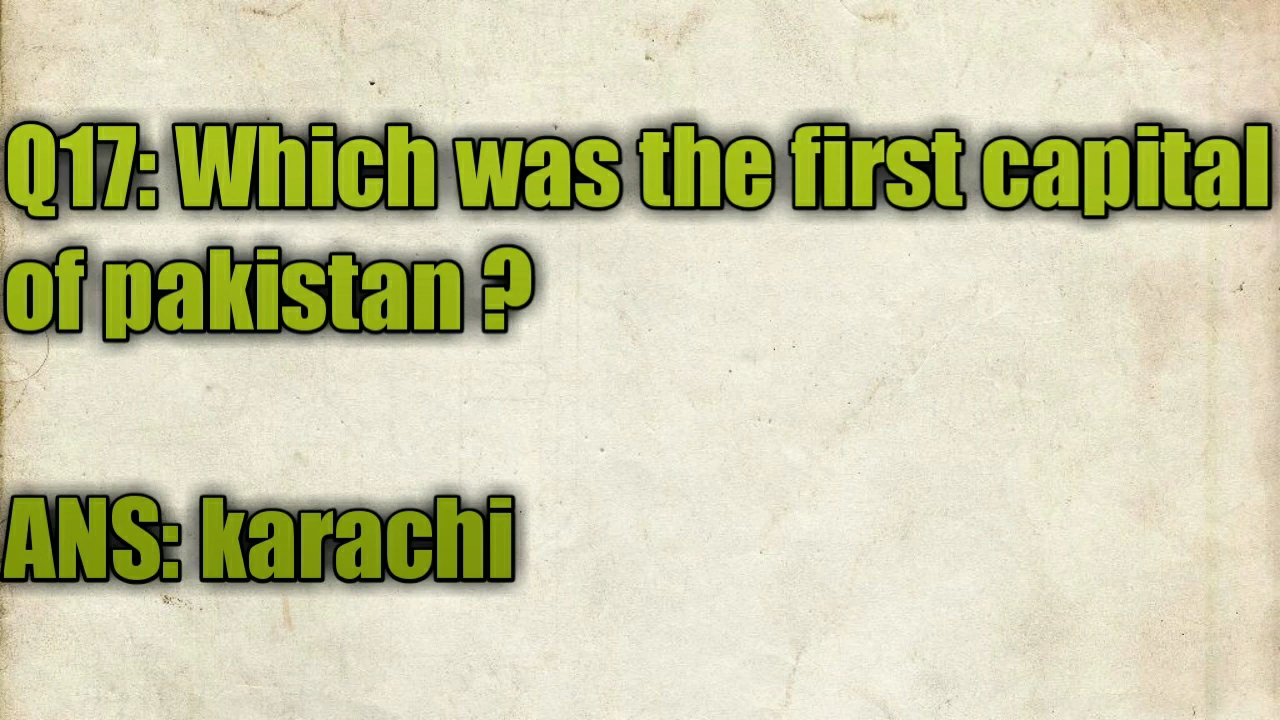 Q17: Which was the first capital
of pakistan ?
ANS: karachi